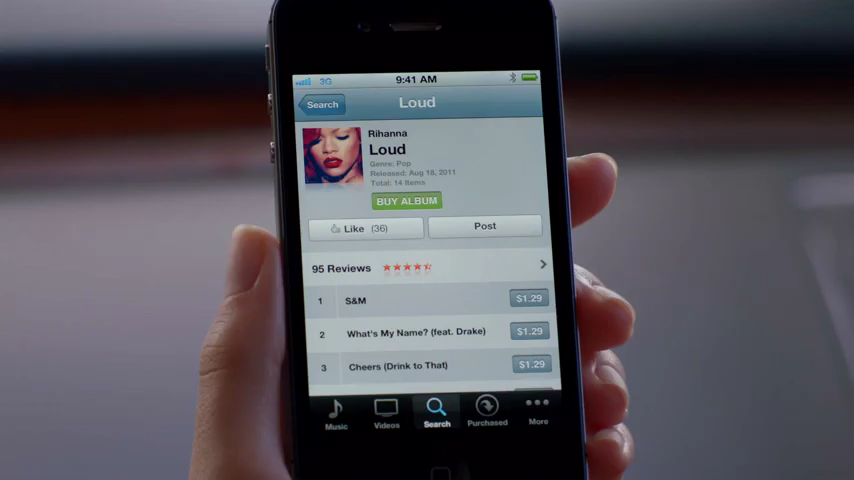 3G 9:41 AM
Search Loud
Rihanna
Loud
Genre: Pop
Released: Aug 18, 2011
Total: 14 Items
BUY ALBUM
Like (36) Post
95 Reviews
1 S&M $1.29
2 What's My Name? (feat. Drake) $1.29
3 Cheers (Drink to That) $1.29
Music Videos Search Purchased More